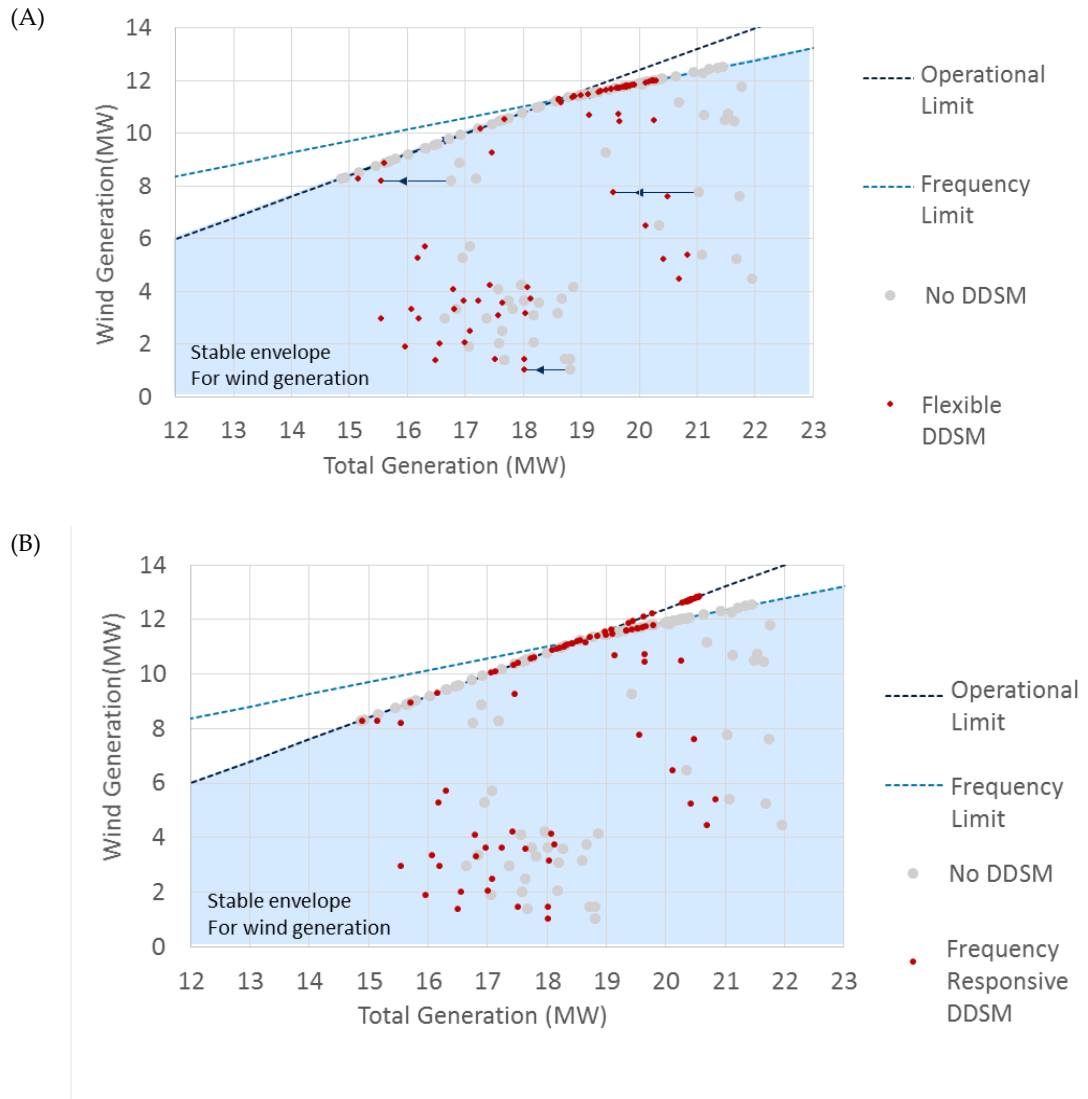 (A)
14
12
10
8
6
4
2
0
Wind Generation(MW)
Stable envelope
For wind generation
12 13 14 15 16 17 18 19 20 21 22 23
Total Generation (MW)
Operational
Limit
Frequency
Limit
No DDSM
Flexible
DDSM
(B)
14
12
10
8
6
4
2
0
Wind Generation(MW)
Stable envelope
For wind generation
12 13 14 15 16 17 18 19 20 21 22 23
Total Generation (MW)
Operational
Limit
Frequency
Limit
No DDSM
Frequency
Responsive
DDSM